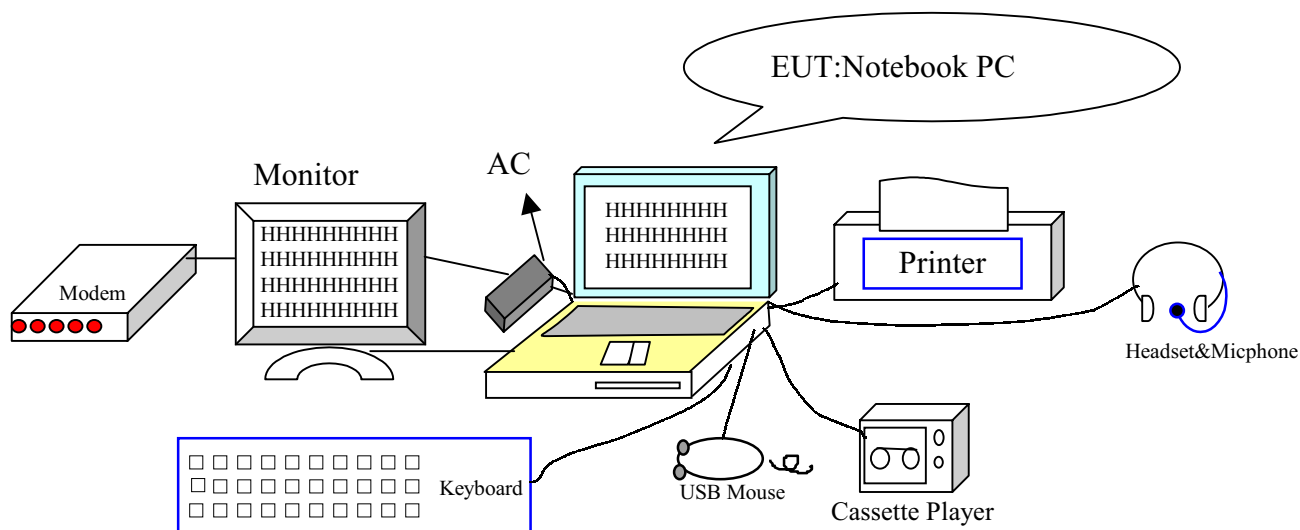 EUT:Notebook PC
Monitor
AC
HHHHHHHHH
HHHHHHHHH
HHHHHHHHH
HHHHHHHHH
HHHHHHHH
HHHHHHHH
HHHHHHHH
Printer
Modem
Headset&Micphone
Keyboard
USB Mouse
Cassette Player